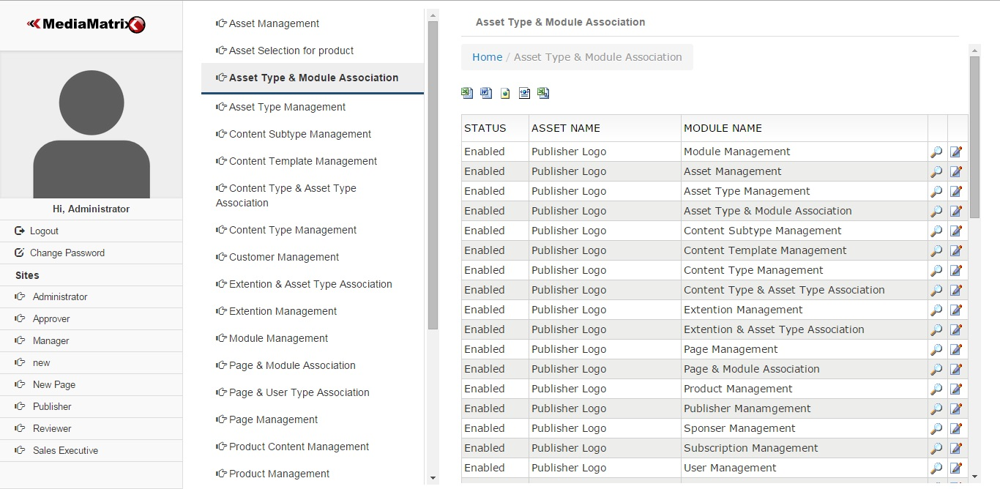 MediaMatrix
Hi, Administrator
Logout
Change Password
Sites
Administrator
Approver
Manager
new
New Page
Publisher
Reviewer
Sales Executive
Asset Management
Asset Selection for product
Asset Type & Module Association
Asset Type Management
Content Subtype Management
Content Template Management
Content Type & Asset Type
Association
Content Type Management
Customer Management
Extention & Asset Type Association
Extention Management
Module Management
Page & Module Association
Page & User Type Association
Page Management
Product Content Management
Product Management
Asset Type & Module Association
Home / Asset Type & Module Association
STATUS ASSET NAME MODULE NAME
Enabled Publisher Logo Module Management
Enabled Publisher Logo Asset Management
Enabled Publisher Logo Asset Type Management
Enabled Publisher Logo Asset Type & Module Association
Enabled Publisher Logo Content Subtype Management
Enabled Publisher Logo Content Template Management
Enabled Publisher Logo Content Type Management
Enabled Publisher Logo Content Type & Asset Type Association
Enabled Publisher Logo Extention Management
Enabled Publisher Logo Extention & Asset Type Association
Enabled Publisher Logo Page Management
Enabled Publisher Logo Page & Module Association
Enabled Publisher Logo Product Management
Enabled Publisher Logo Publisher Manamgement
Enabled Publisher Logo Sponser Management
Enabled Publisher Logo Subscription Management
Enabled Publisher Logo User Management